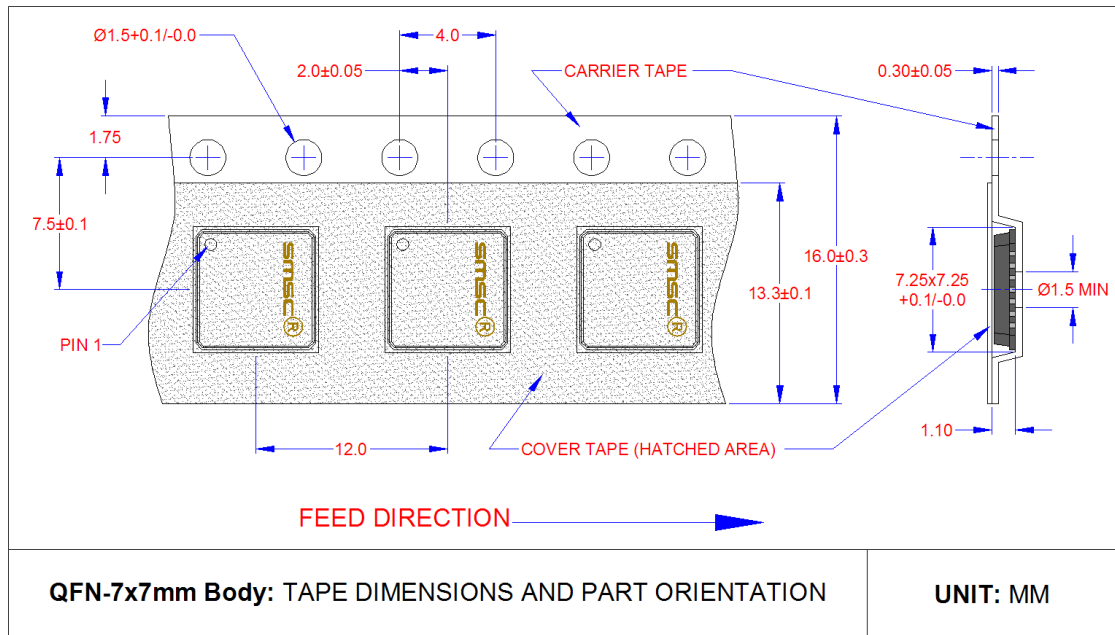 Ø1.5+0.1/-0.0
4.0
2.0±0.05
CARRIER TAPE
0.30±0.05
1.75
7.5±0.1
16.0±0.3
13.3±0.1
7.25x7.25
+0.1/-0.0
Ø1.5 MIN
smsc®
smsc®
smsc®
PIN 1
1.10
12.0
COVER TAPE (HATCHED AREA)
FEED DIRECTION
QFN-7x7mm Body: TAPE DIMENSIONS AND PART ORIENTATION
UNIT: MM